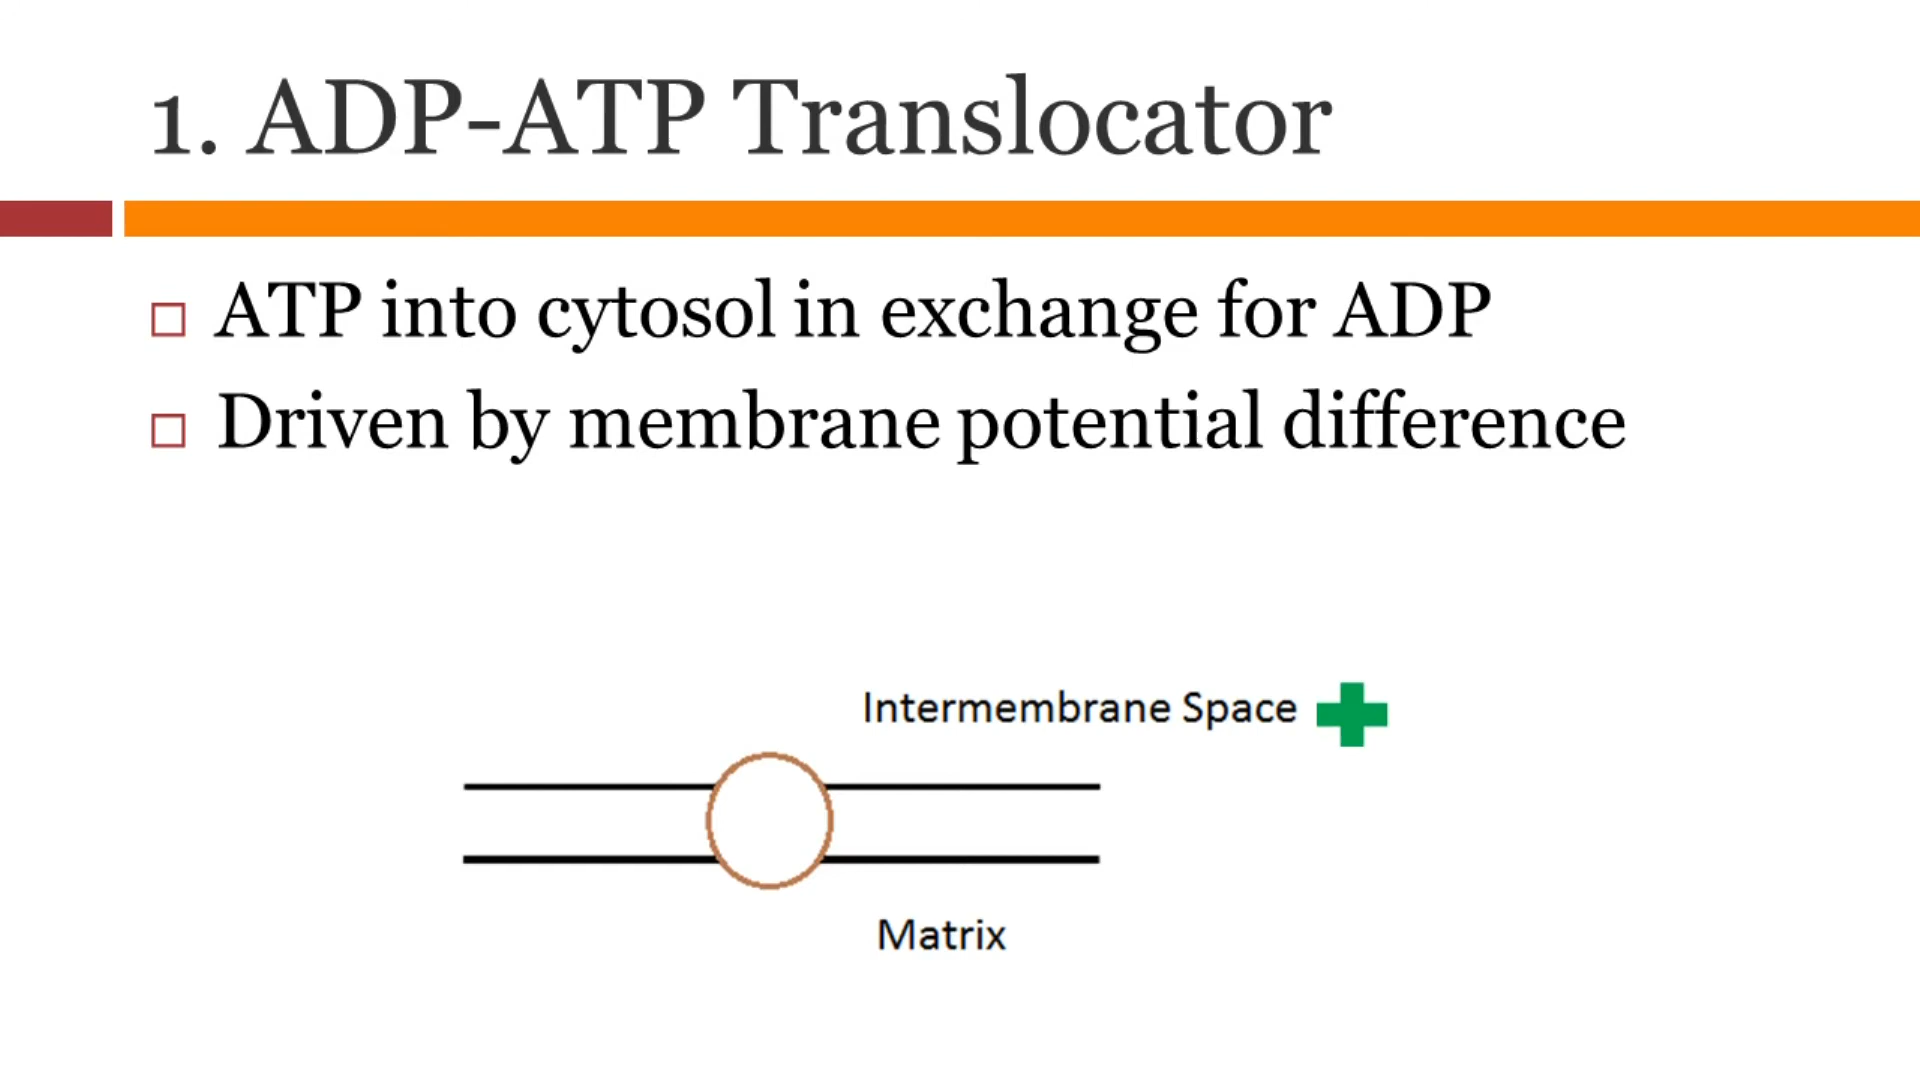 1. ADP-ATP Translocator
ATP into cytosol in exchange for ADP
Driven by membrane potential difference
Intermembrane Space
Matrix